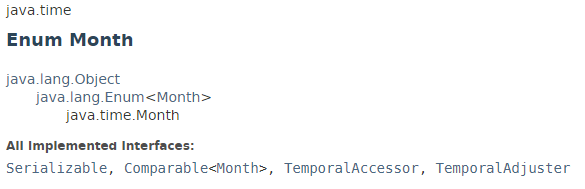 java.time
Enum Month
java.lang.Object
java.lang.Enum<Month>
java.time.Month
All Implemented Interfaces:
Serializable, Comparable<Month>, TemporalAccessor, TemporalAdjuster